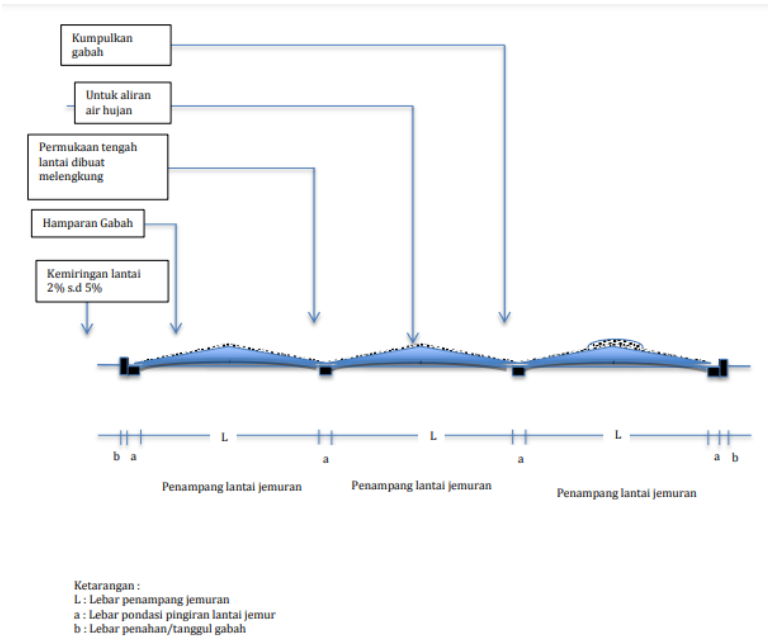 Kumpulkan
gabah
Untuk aliran
air hujan
Permukaan tengah
lantai dibuat
melengkung
Hamparan Gabah
Kemiringan lantai
2% s.d 5%
L L L
b a a a a b
Penampang lantai jemuran Penampang lantai jemuran Penampang lantai jemuran
Ketarangan :
L : Lebar penampang jemuran
a : Lebar pondasi pingiran lantai jemur
b : Lebar penahan/tanggul gabah